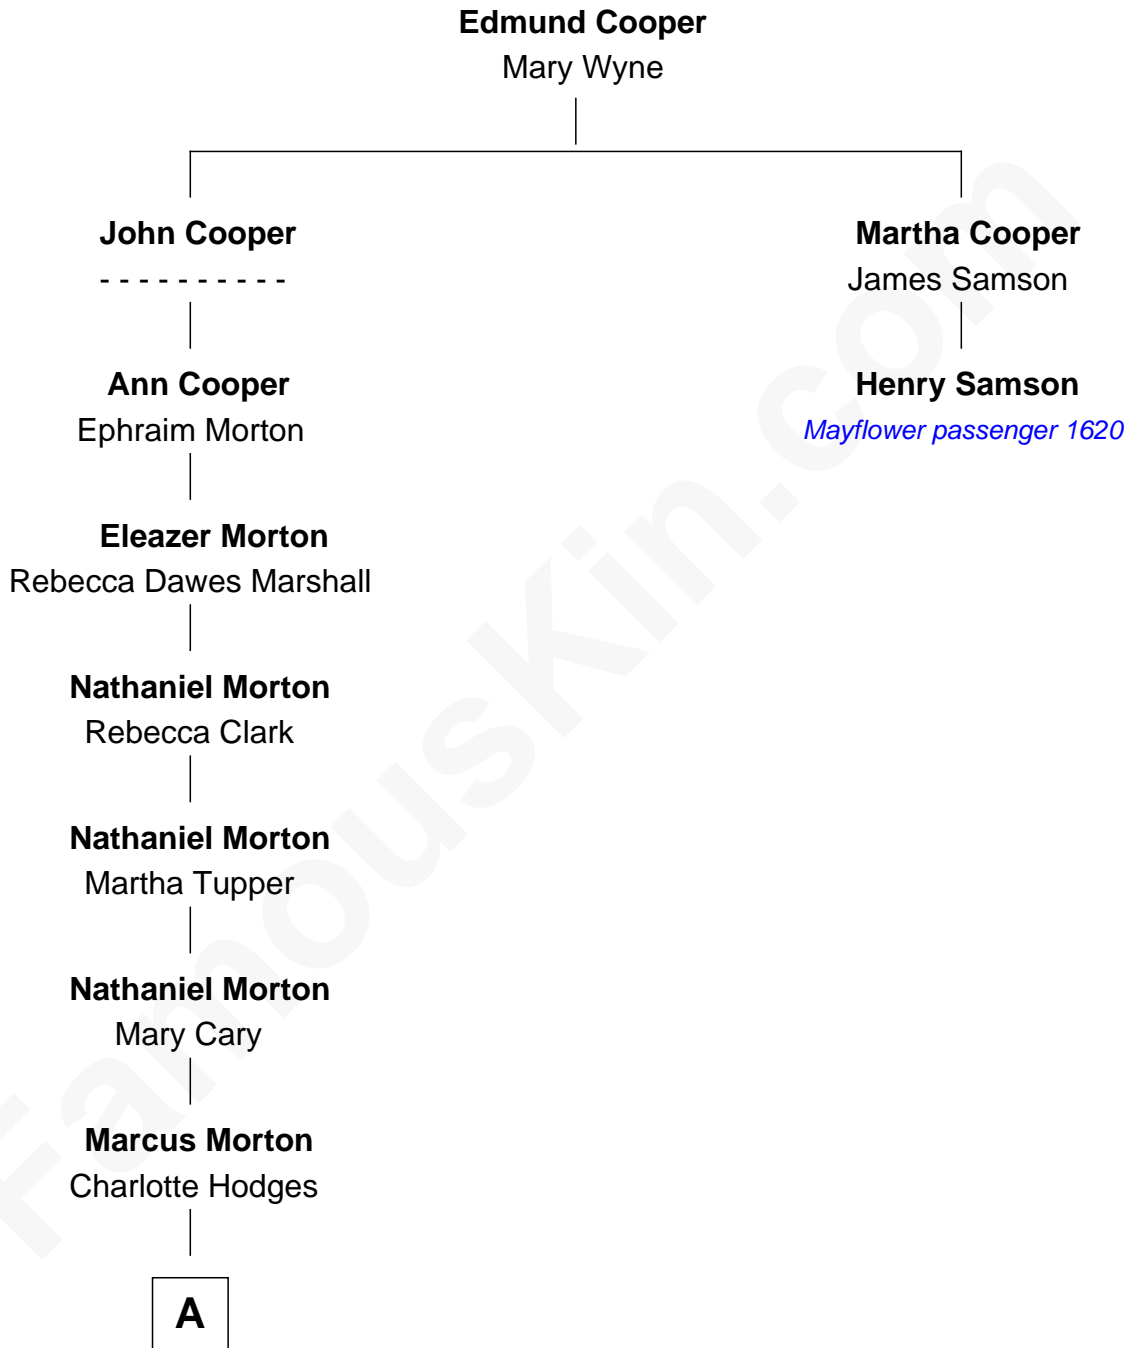 Edmund Cooper
Mary Wyne
John Cooper
- - - - - - - - - -
Martha Cooper
James Samson
Ann Cooper
Ephraim Morton
Henry Samson
Mayflower passenger 1620
Eleazer Morton
Rebecca Dawes Marshall
Nathaniel Morton
Rebecca Clark
Nathaniel Morton
Martha Tupper
Nathaniel Morton
Mary Cary
Marcus Morton
Charlotte Hodges
A
FamousKin.com